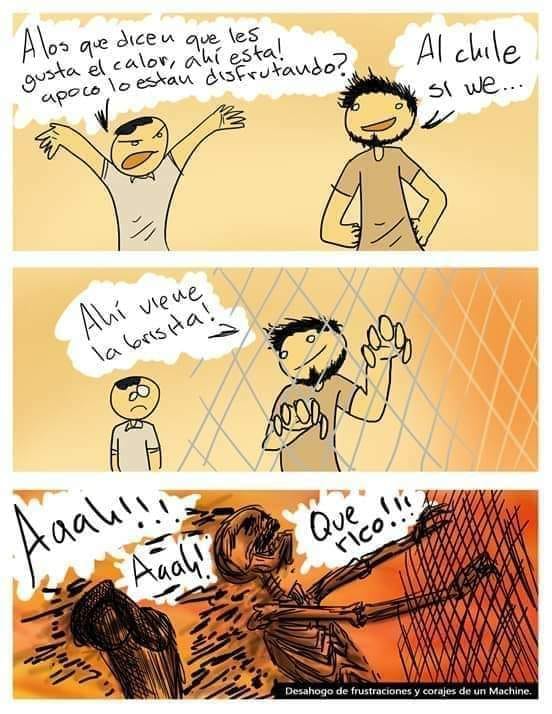 A los que dicen que les
gusta el calor, ahí esta!
apoco lo estan disfrutando?
Al chile
si we...
Ahí viene
la brisita!
Aaah!!!
Aaah!
Que
rico!!!
Desahogo de frustraciones y corajes de un Machine.